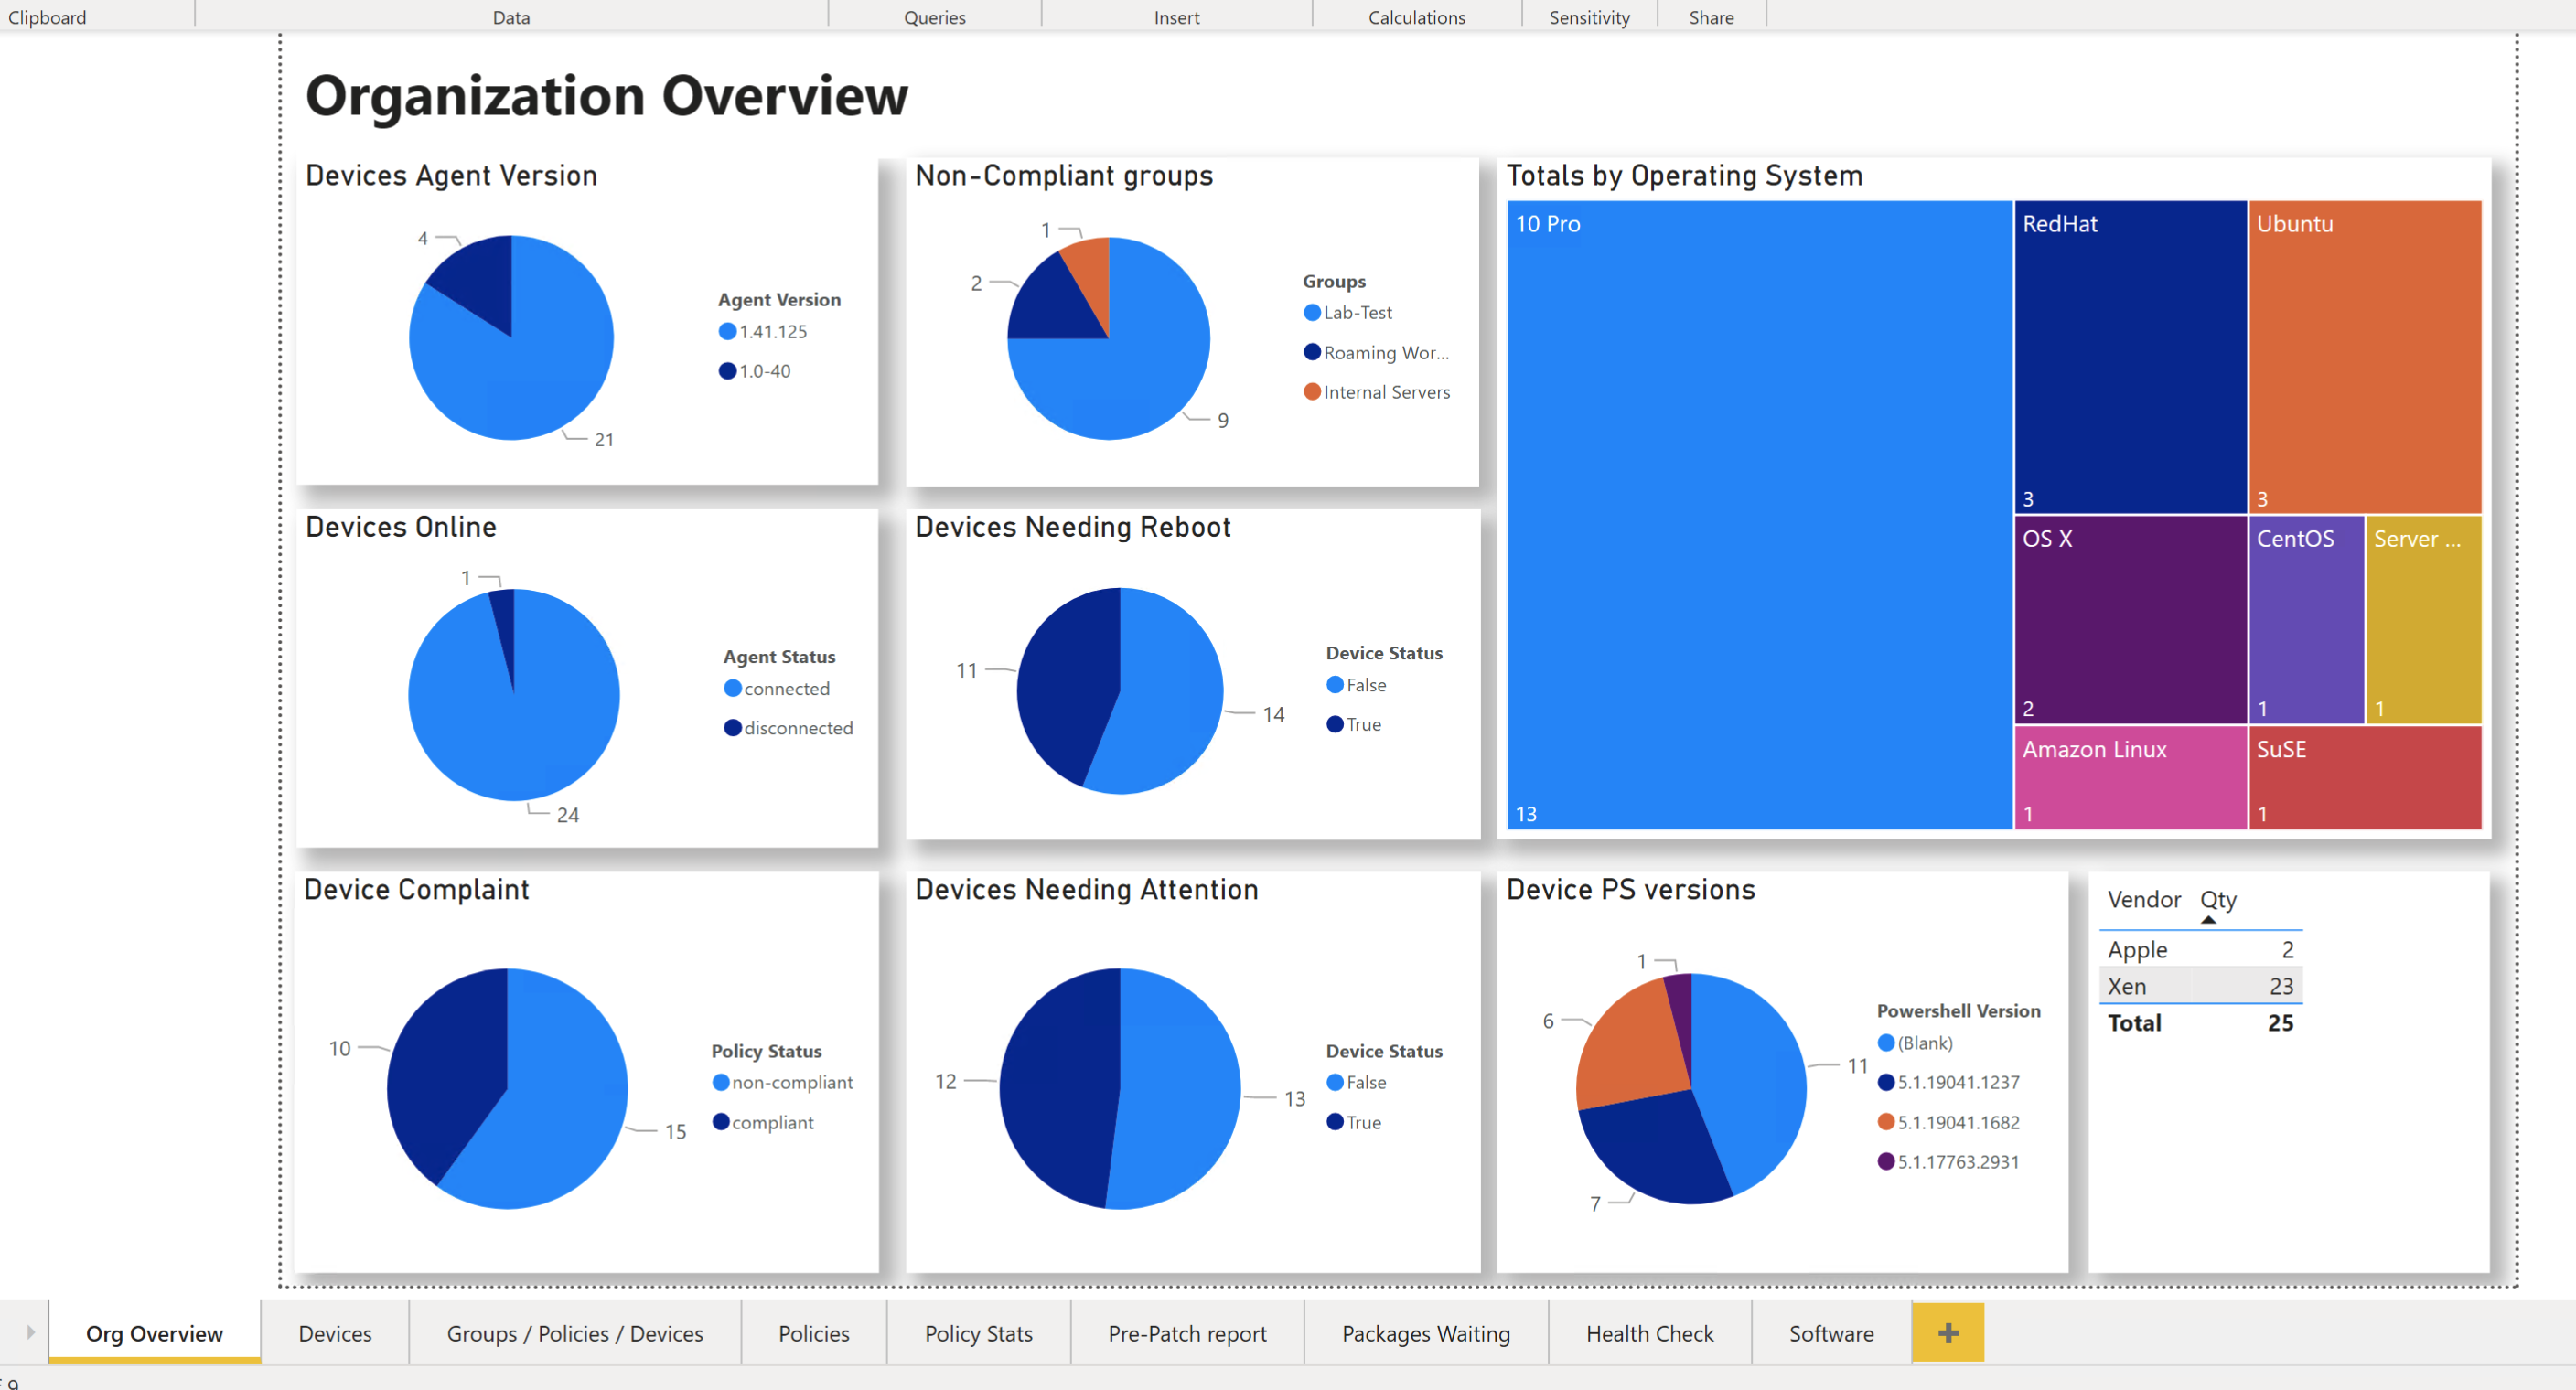 Clipboard
Data
Queries
Insert
Calculations
Sensitivity
Share
Organization Overview
Devices Agent Version
4
21
Agent Version
1.41.125
1.0-40
Non-Compliant groups
1
2
9
Groups
Lab-Test
Roaming Wor...
Internal Servers
Totals by Operating System
10 Pro
13
RedHat
3
Ubuntu
3
OS X
2
CentOS
1
Server ...
1
Amazon Linux
1
SuSE
1
Devices Online
1
24
Agent Status
connected
disconnected
Devices Needing Reboot
11
14
Device Status
False
True
Device Complaint
10
15
Policy Status
non-compliant
compliant
Devices Needing Attention
12
13
Device Status
False
True
Device PS versions
1
6
11
7
Powershell Version
(Blank)
5.1.19041.1237
5.1.19041.1682
5.1.17763.2931
Vendor Qty
Apple 2
Xen 23
Total 25
Org Overview
Devices
Groups / Policies / Devices
Policies
Policy Stats
Pre-Patch report
Packages Waiting
Health Check
Software